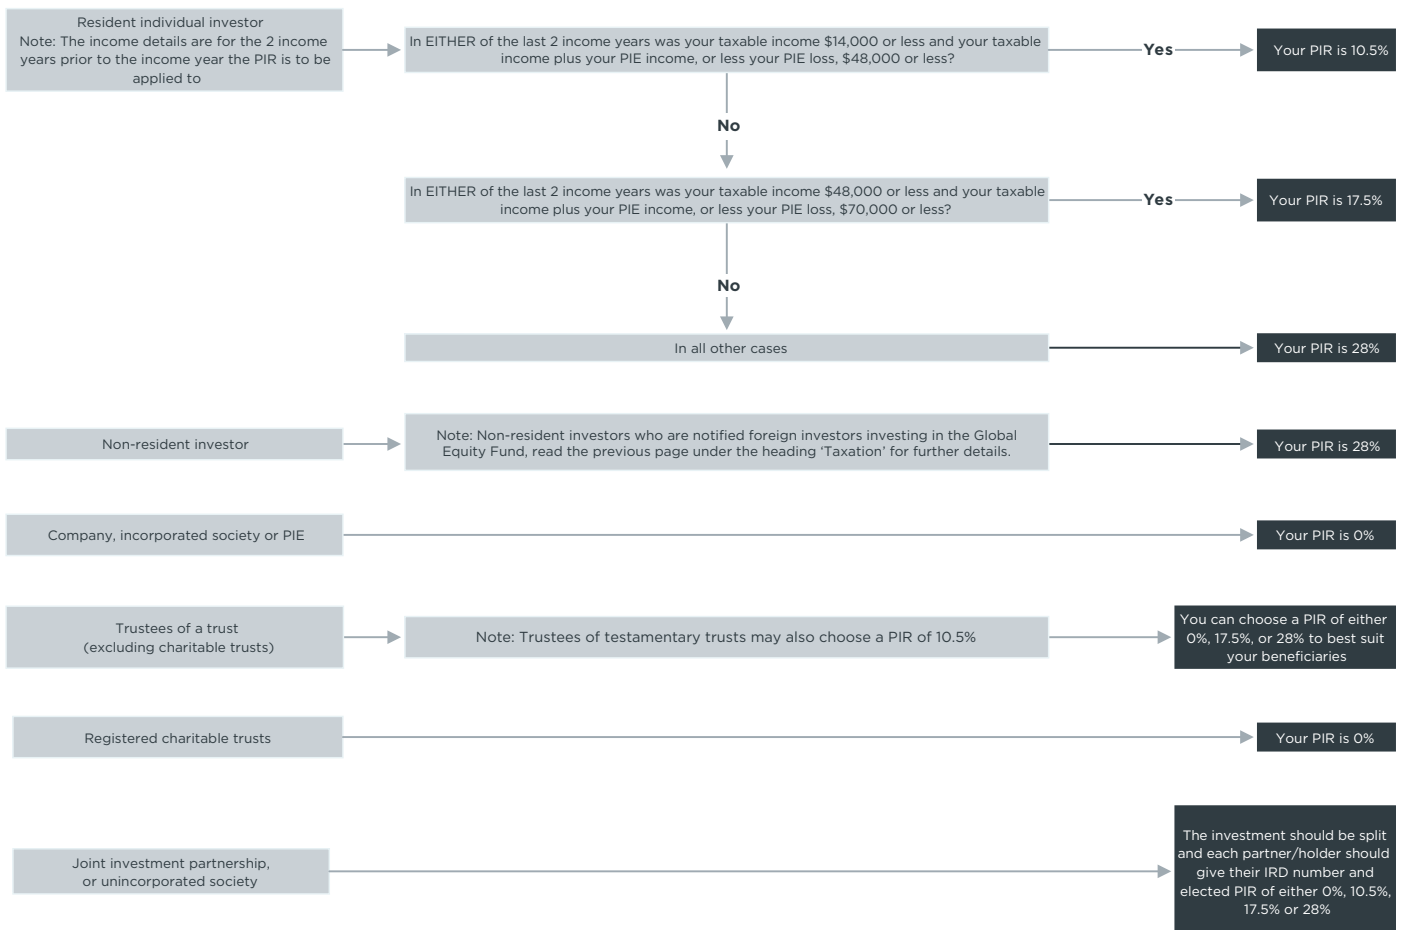 Resident individual investor
Note: The income details are for the 2 income
years prior to the income year the PIR is to be
applied to
In EITHER of the last 2 income years was your taxable income $14,000 or less and your taxable
income plus your PIE income, or less your PIE loss, $48,000 or less?
Yes
Your PIR is 10.5%
No
In EITHER of the last 2 income years was your taxable income $48,000 or less and your taxable
income plus your PIE income, or less your PIE loss, $70,000 or less?
Yes
Your PIR is 17.5%
No
In all other cases
Your PIR is 28%
Non-resident investor
Note: Non-resident investors who are notified foreign investors investing in the Global
Equity Fund, read the previous page under the heading ‘Taxation’ for further details.
Your PIR is 28%
Company, incorporated society or PIE
Your PIR is 0%
Trustees of a trust
(excluding charitable trusts)
Note: Trustees of testamentary trusts may also choose a PIR of 10.5%
You can choose a PIR of either
0%, 17.5%, or 28% to best suit
your beneficiaries
Registered charitable trusts
Your PIR is 0%
Joint investment partnership,
or unincorporated society
The investment should be split
and each partner/holder should
give their IRD number and
elected PIR of either 0%, 10.5%,
17.5% or 28%